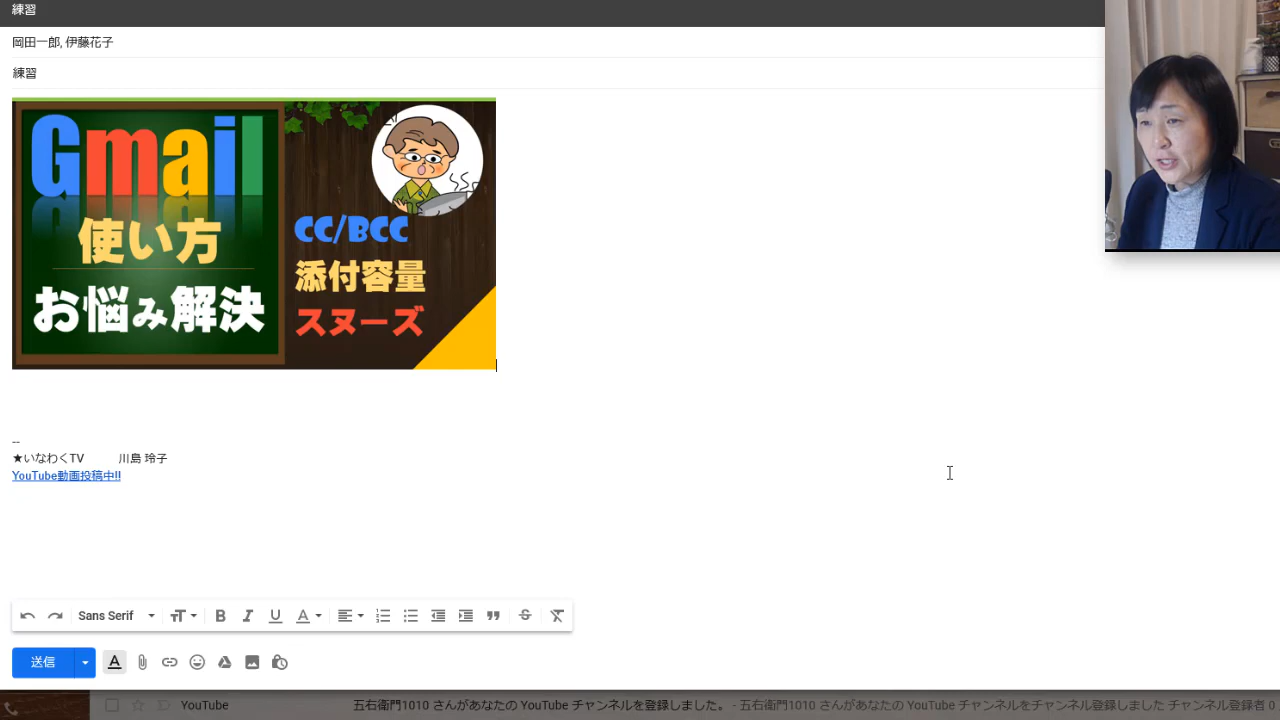 練習
岡田一郎, 伊藤花子
練習
Gmail
使い方
お悩み解決
CC/BCC
添付容量
スヌーズ
--
★いなわくTV 川島 玲子
YouTube動画投稿中!!
Sans Serif
送信
YouTube 五右衛門1010 さんがあなたの YouTube チャンネルを登録しました。 - 五右衛門1010 さんがあなたの YouTube チャンネルをチャンネル登録しました チャンネル登録者 0